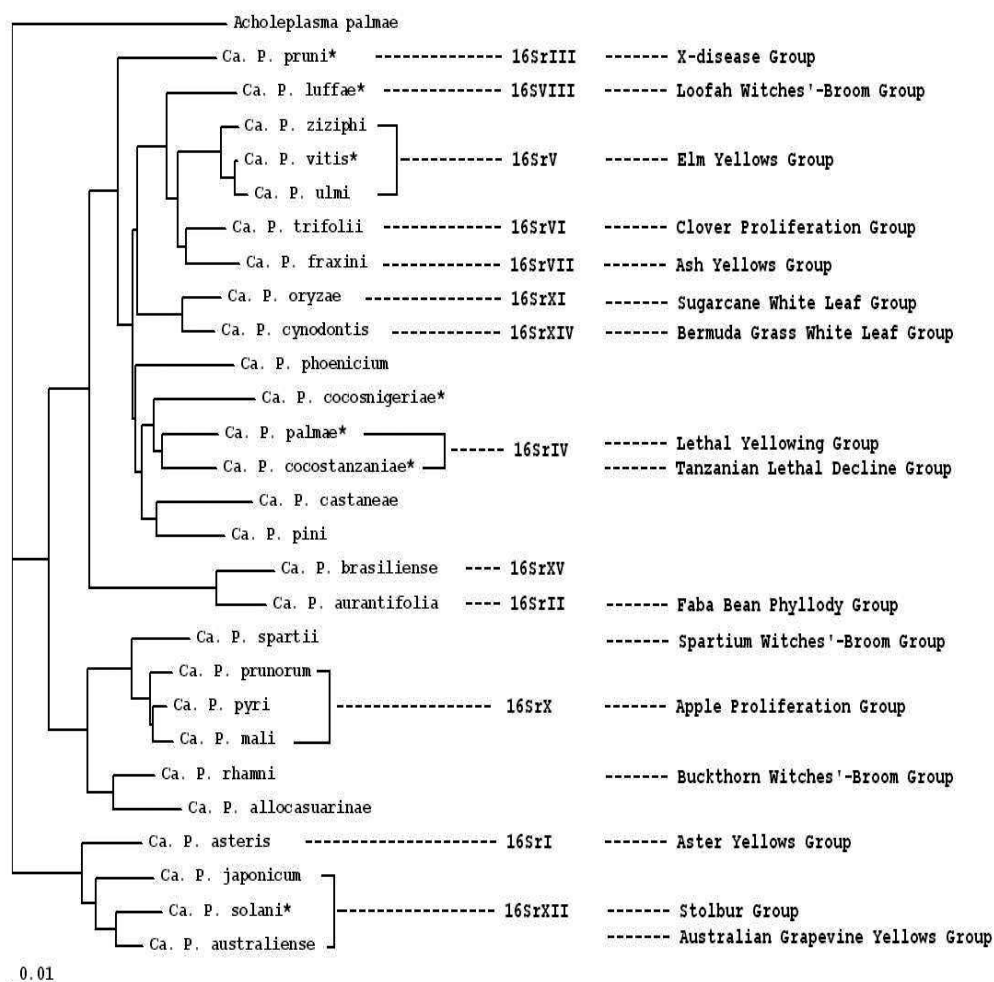 Acholeplasma palmae
Ca. P. pruni* 16SrIII X-disease Group
Ca. P. luffae* 16SVIII Loofah Witches'-Broom Group
Ca. P. ziziphi
Ca. P. vitis* 16SrV Elm Yellows Group
Ca. P. ulmi
Ca. P. trifolii 16SrVI Clover Proliferation Group
Ca. P. fraxini 16SrVII Ash Yellows Group
Ca. P. oryzae 16SrXI Sugarcane White Leaf Group
Ca. P. cynodontis 16SrXIV Bermuda Grass White Leaf Group
Ca. P. phoenicium
Ca. P. cocosnigeriae*
Ca. P. palmae* 16SrIV Lethal Yellowing Group
Ca. P. cocostanzaniae* Tanzanian Lethal Decline Group
Ca. P. castaneae
Ca. P. pini
Ca. P. brasiliense 16SrXV
Ca. P. aurantifolia 16SrII Faba Bean Phyllody Group
Ca. P. spartii Spartium Witches'-Broom Group
Ca. P. prunorum
Ca. P. pyri 16SrX Apple Proliferation Group
Ca. P. mali
Ca. P. rhamni Buckthorn Witches'-Broom Group
Ca. P. allocasuarinae
Ca. P. asteris 16SrI Aster Yellows Group
Ca. P. japonicum
Ca. P. solani* 16SrXII Stolbur Group
Ca. P. australiense Australian Grapevine Yellows Group
0.01